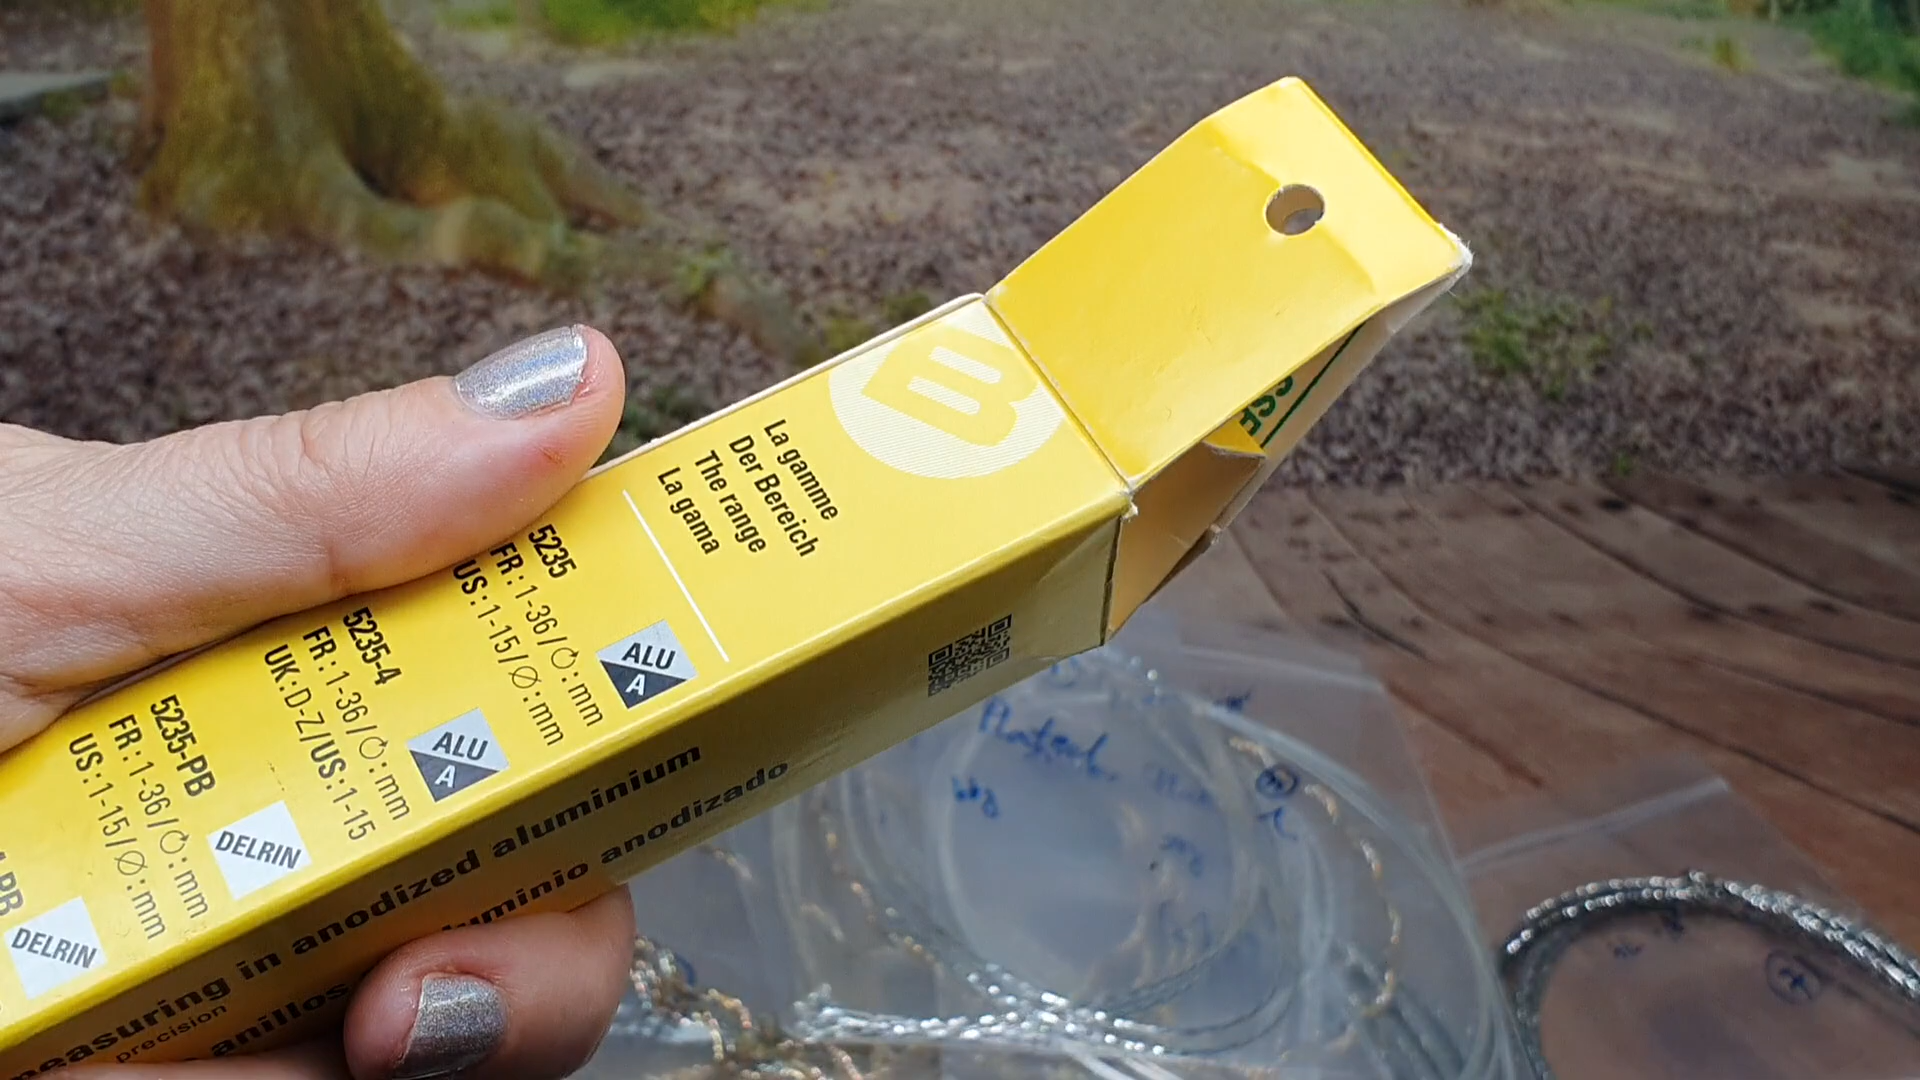 La gamme
Der Bereich
The range
La gama
5235
FR:1-36/⟳:mm
US:1-15/∅:mm
ALU
A
5235-4
FR:1-36/⟳:mm
UK:D-Z/US:1-15
ALU
A
5235-PB
FR:1-36/⟳:mm
US:1-15/∅:mm
DELRIN
DELRIN
measuring in anodized aluminium
precision
anillos aluminio anodizado